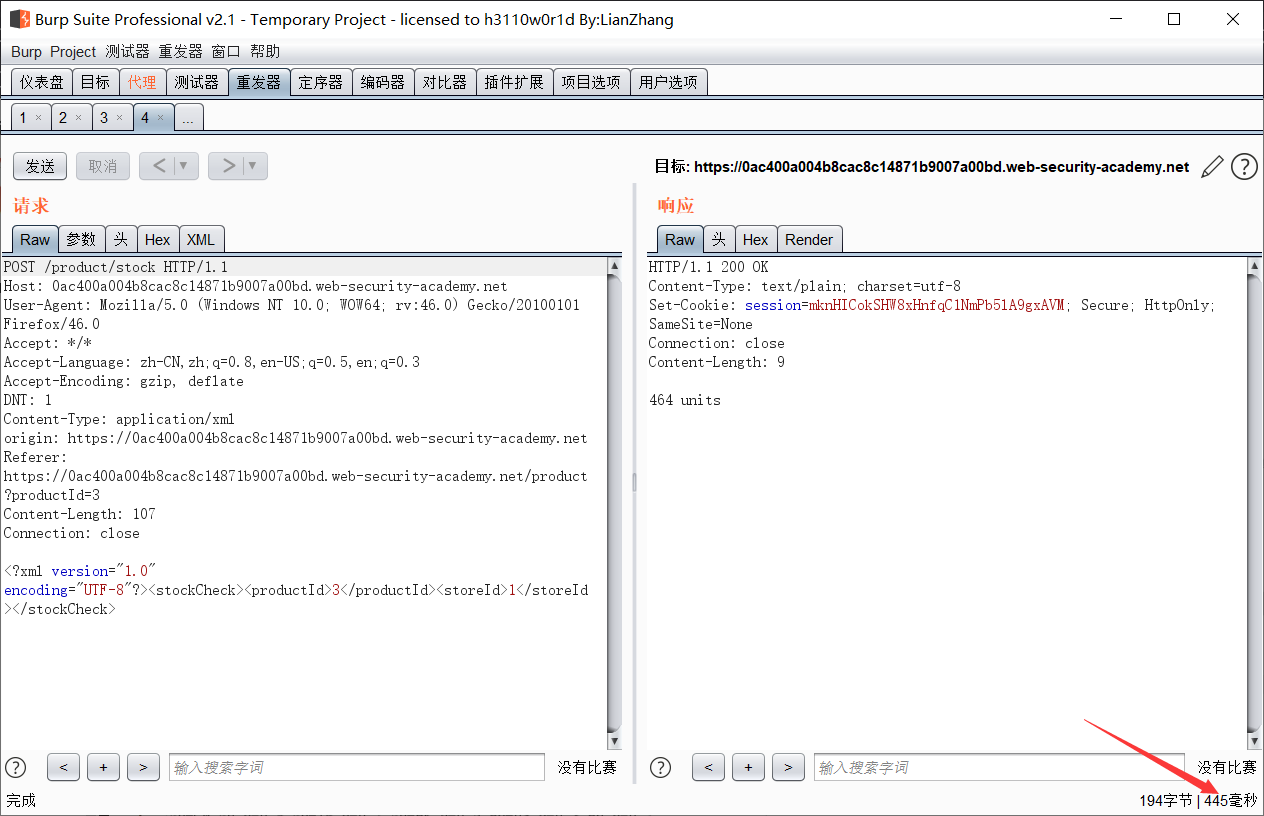 Burp Suite Professional v2.1 - Temporary Project - licensed to h3110w0r1d By:LianZhang
Burp Project 测试器 重发器 窗口 帮助
仪表盘 目标 代理 测试器 重发器 定序器 编码器 对比器 插件扩展 项目选项 用户选项
1 × 2 × 3 × 4 × ...
发送 取消 < ▼ > ▼ 目标: https://0ac400a004b8cac8c14871b9007a00bd.web-security-academy.net ?
请求
Raw 参数 头 Hex XML
POST /product/stock HTTP/1.1
Host: 0ac400a004b8cac8c14871b9007a00bd.web-security-academy.net
User-Agent: Mozilla/5.0 (Windows NT 10.0; WOW64; rv:46.0) Gecko/20100101
Firefox/46.0
Accept: */*
Accept-Language: zh-CN,zh;q=0.8,en-US;q=0.5,en;q=0.3
Accept-Encoding: gzip, deflate
DNT: 1
Content-Type: application/xml
origin: https://0ac400a004b8cac8c14871b9007a00bd.web-security-academy.net
Referer:
https://0ac400a004b8cac8c14871b9007a00bd.web-security-academy.net/product
?productId=3
Content-Length: 107
Connection: close
<?xml version="1.0"
encoding="UTF-8"?><stockCheck><productId>3</productId><storeId>1</storeId
></stockCheck>
? < + > 输入搜索字词 没有比赛
响应
Raw 头 Hex Render
HTTP/1.1 200 OK
Content-Type: text/plain; charset=utf-8
Set-Cookie: session=mknHICokSHW8xHnfqClNmPb51A9gxAVM; Secure; HttpOnly;
SameSite=None
Connection: close
Content-Length: 9
464 units
? < + > 输入搜索字词 没有比赛
完成 194字节 | 445毫秒